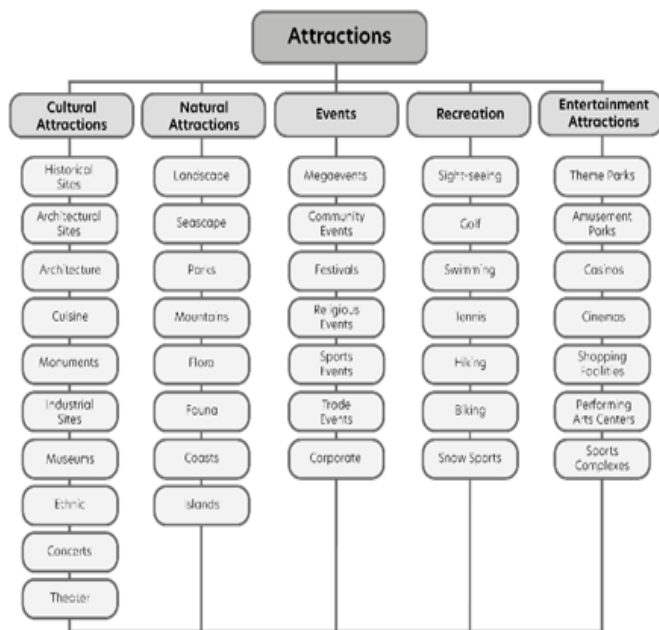 Attractions
Cultural
Attractions
Historical
Sites
Architectural
Sites
Architecture
Cuisine
Monuments
Industrial
Sites
Museums
Ethnic
Concerts
Theater
Natural
Attractions
Landscape
Seascape
Parks
Mountains
Flora
Fauna
Coasts
Islands
Events
Megaevents
Community
Events
Festivals
Religious
Events
Sports
Events
Trade
Events
Corporate
Recreation
Sight-seeing
Golf
Swimming
Tennis
Hiking
Biking
Snow Sports
Entertainment
Attractions
Theme Parks
Amusement
Parks
Casinos
Cinemas
Shopping
Facilities
Performing
Arts Centers
Sports
Complexes